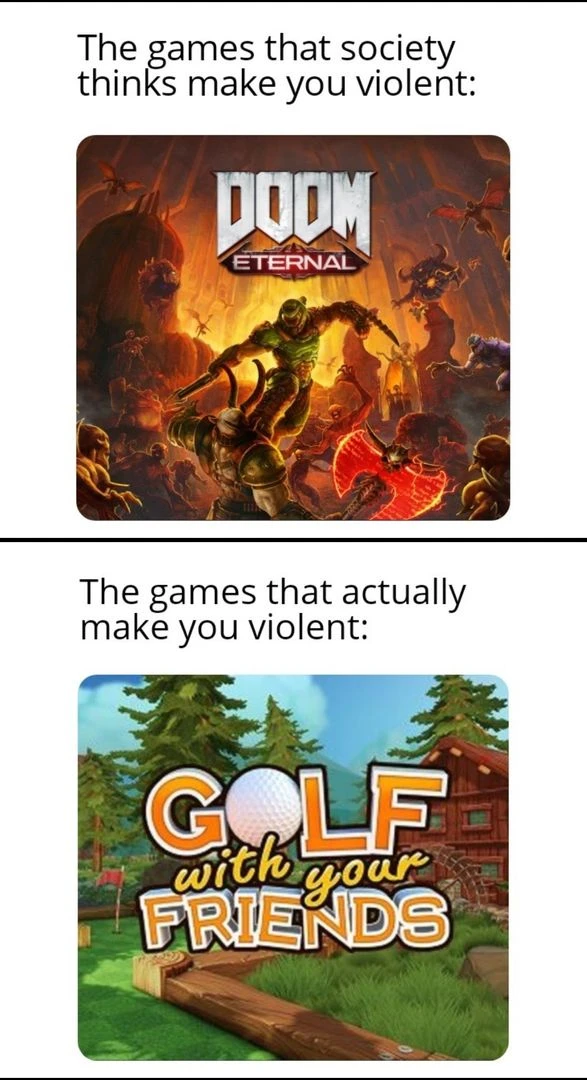 The games that society
thinks make you violent:
DOOM
ETERNAL
The games that actually
make you violent:
GOLF
with your
FRIENDS